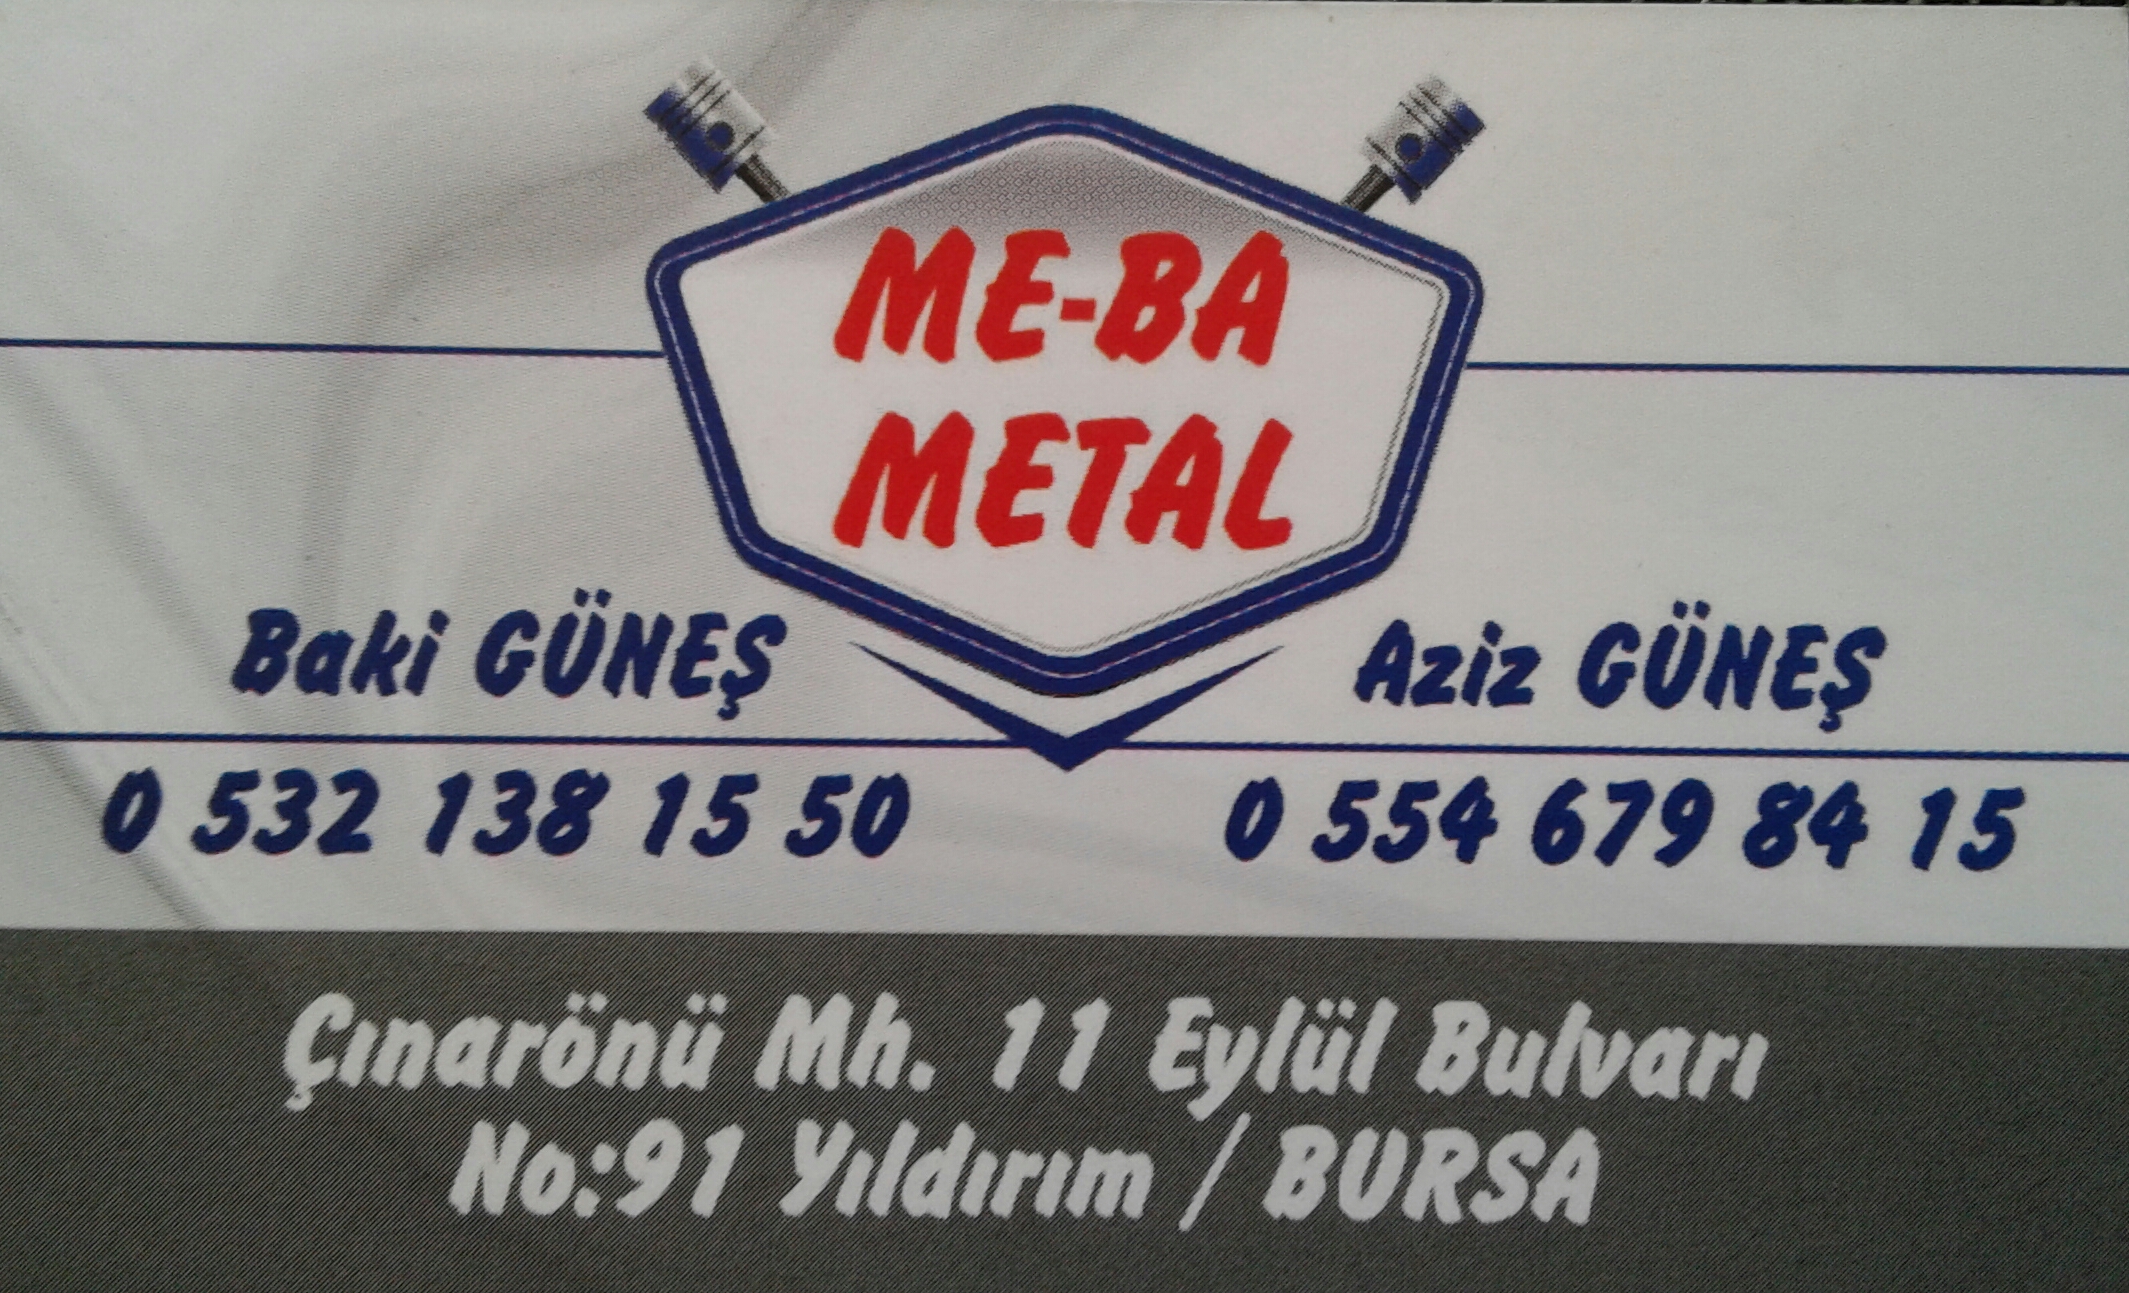 ME-BA
METAL
Baki GÜNEŞ
Aziz GÜNEŞ
0 532 138 15 50
0 554 679 84 15
Çınarönü Mh. 11 Eylül Bulvarı
No:91 Yıldırım / BURSA